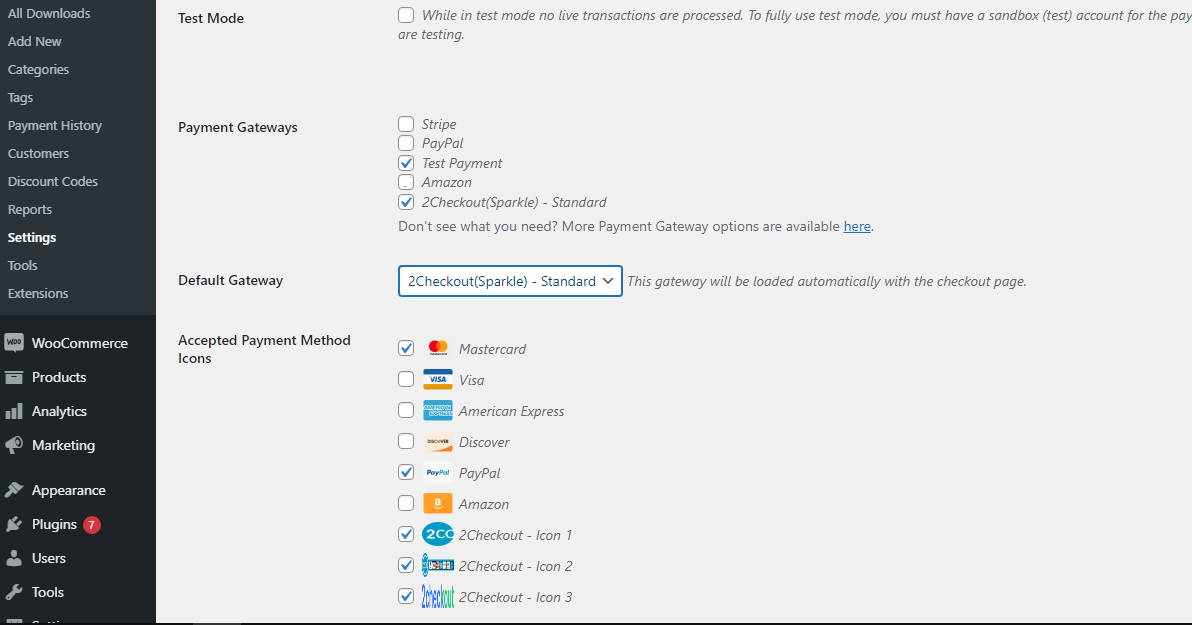 All Downloads
Add New
Categories
Tags
Payment History
Customers
Discount Codes
Reports
Settings
Tools
Extensions
WOO WooCommerce
Products
Analytics
Marketing
Appearance
Plugins 7
Users
Tools
Test Mode
While in test mode no live transactions are processed. To fully use test mode, you must have a sandbox (test) account for the pay
are testing.
Payment Gateways
Stripe
PayPal
Test Payment
Amazon
2Checkout(Sparkle) - Standard
Don't see what you need? More Payment Gateway options are available here.
Default Gateway
2Checkout(Sparkle) - Standard
This gateway will be loaded automatically with the checkout page.
Accepted Payment Method
Icons
Mastercard
VISA Visa
American Express
DISCOVER Discover
PayPal PayPal
a Amazon
2CO 2Checkout - Icon 1
2Checkout - Icon 2
2checkout 2Checkout - Icon 3